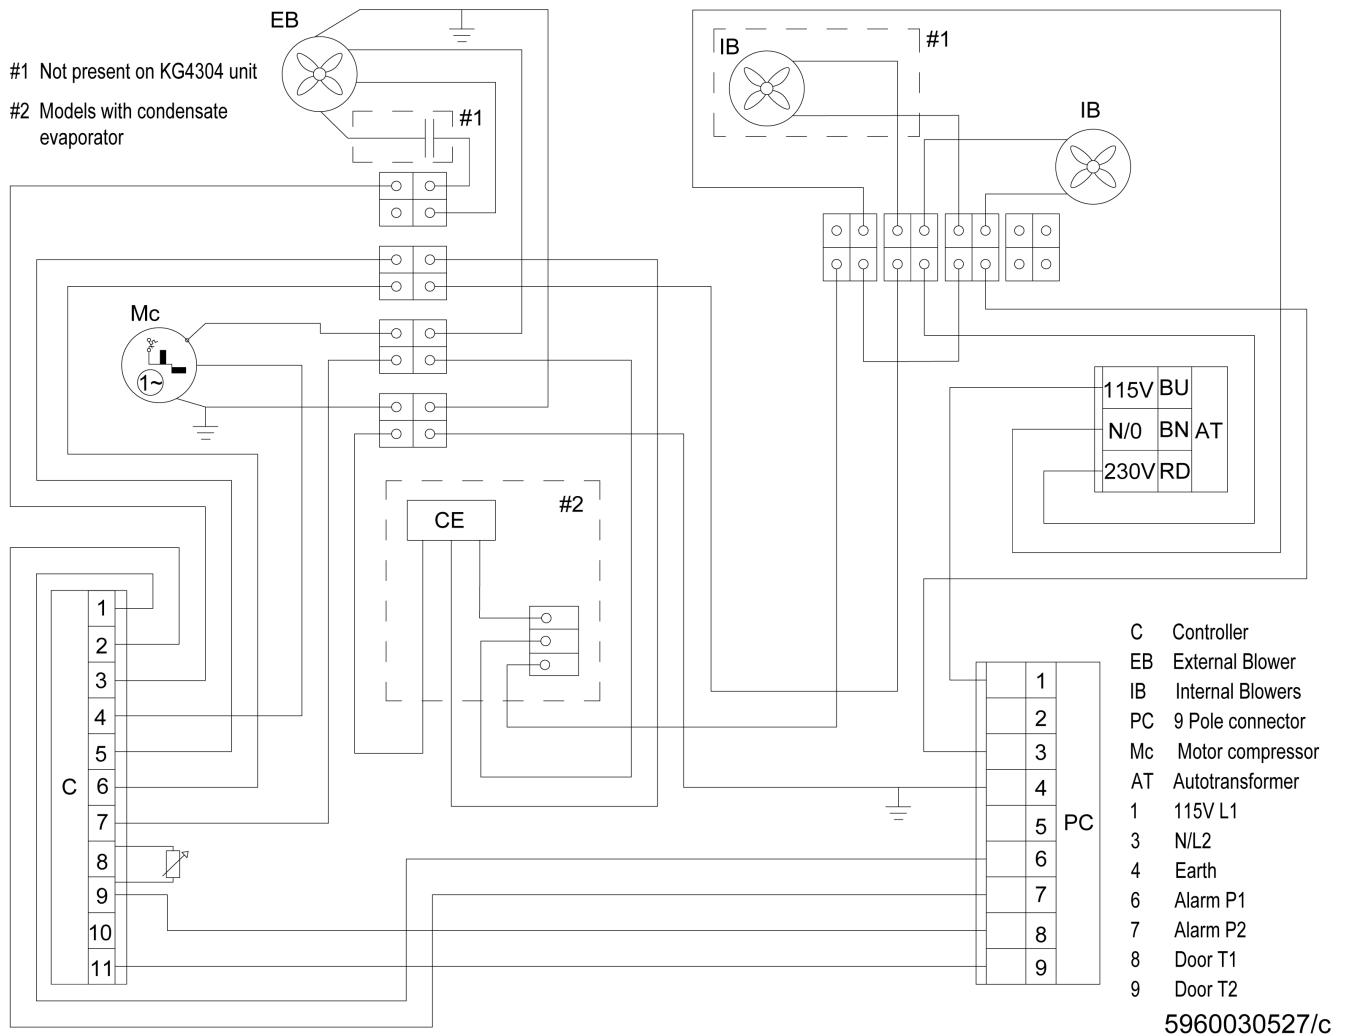 EB
#1 Not present on KG4304 unit
#2 Models with condensate
evaporator
#1
IB
#1
IB
Mc
1~
115V BU
N/0 BN AT
230V RD
#2
CE
C
1
2
3
4
5
6
7
8
9
10
11
PC
1
2
3
4
5
6
7
8
9
C Controller
EB External Blower
IB Internal Blowers
PC 9 Pole connector
Mc Motor compressor
AT Autotransformer
1 115V L1
3 N/L2
4 Earth
6 Alarm P1
7 Alarm P2
8 Door T1
9 Door T2
5960030527/c